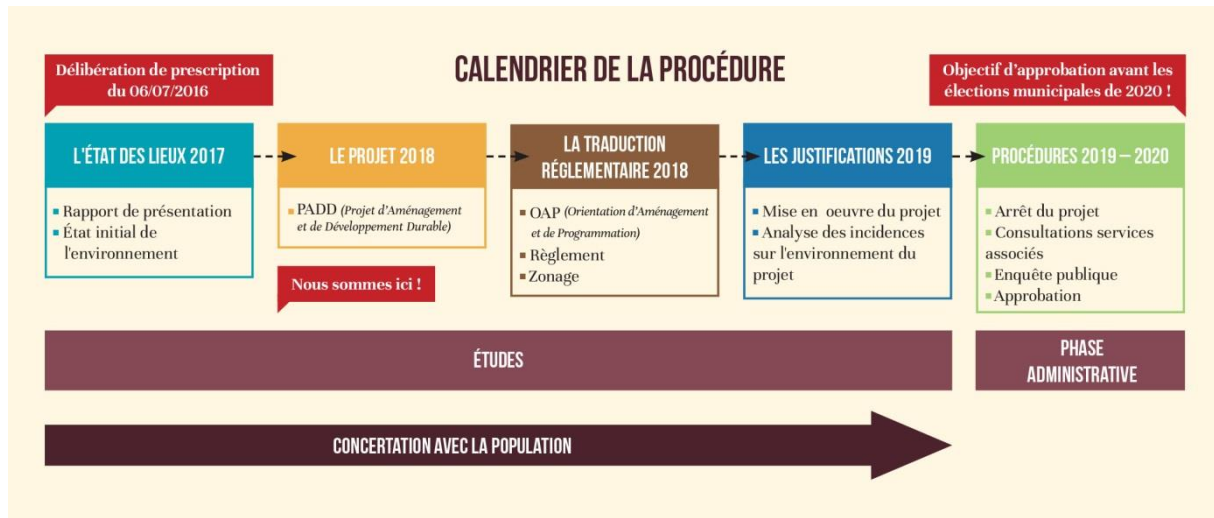 Délibération de prescription
du 06/07/2016
CALENDRIER DE LA PROCÉDURE
Objectif d'approbation avant les
élections municipales de 2020 !
L'ÉTAT DES LIEUX 2017
▪ Rapport de présentation
▪ État initial de
l'environnement
LE PROJET 2018
▪ PADD (Projet d'Aménagement
et de Développement Durable)
Nous sommes ici !
LA TRADUCTION
RÉGLEMENTAIRE 2018
▪ OAP (Orientation d'Aménagement
et de Programmation)
▪ Règlement
▪ Zonage
LES JUSTIFICATIONS 2019
▪ Mise en oeuvre du projet
▪ Analyse des incidences
sur l'environnement du
projet
PROCÉDURES 2019 – 2020
▪ Arrêt du projet
▪ Consultations services
associés
▪ Enquête publique
▪ Approbation
ÉTUDES
PHASE
ADMINISTRATIVE
CONCERTATION AVEC LA POPULATION